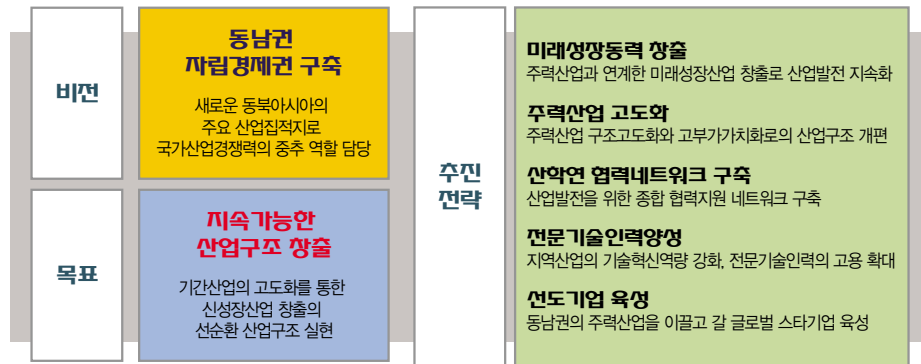 비전
동남권
자립경제권 구축
새로운 동북아시아의
주요 산업집적지로
국가산업경쟁력의 중추 역할 담당
목표
지속가능한
산업구조 창출
기간산업의 고도화를 통한
신성장산업 창출의
선순환 산업구조 실현
추진
전략
미래성장동력 창출
주력산업과 연계한 미래성장산업 창출로 산업발전 지속화
주력산업 고도화
주력산업 구조고도화와 고부가가치화로의 산업구조 개편
산학연 협력네트워크 구축
산업발전을 위한 종합 협력지원 네트워크 구축
전문기술인력양성
지역산업의 기술혁신역량 강화, 전문기술인력의 고용 확대
선도기업 육성
동남권의 주력산업을 이끌고 갈 글로벌 스타기업 육성